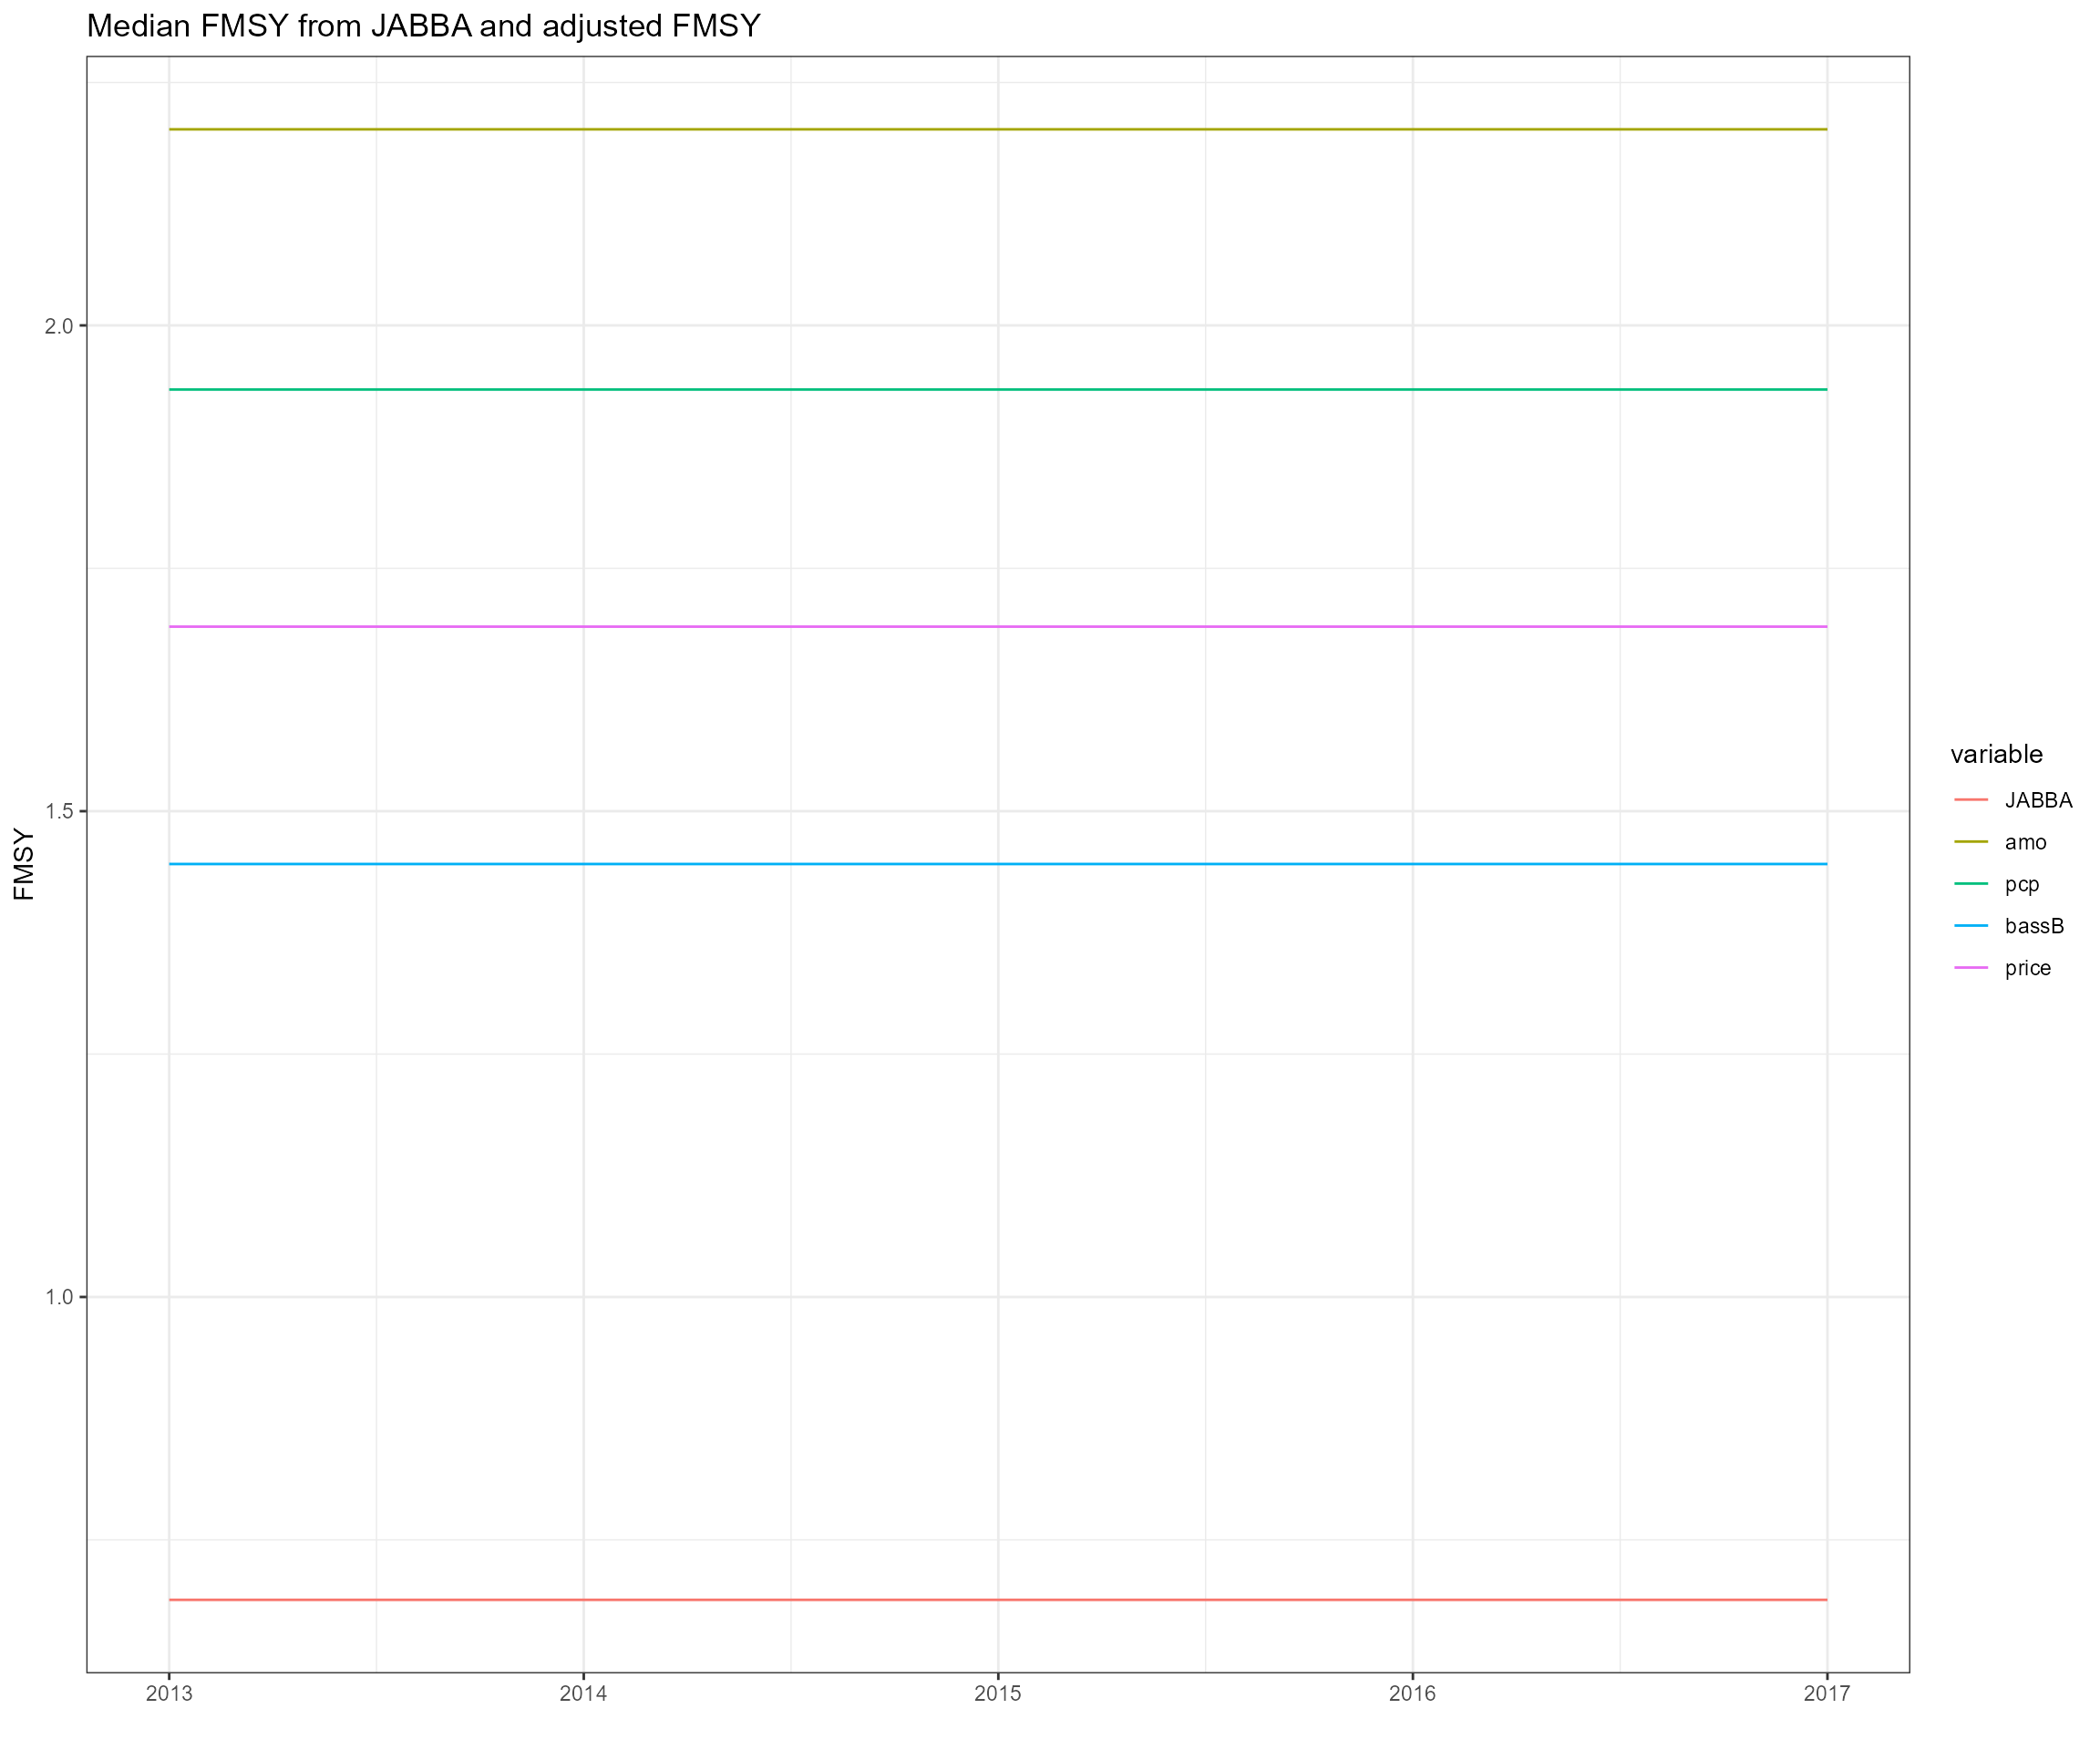 Median FMSY from JABBA and adjusted FMSY
FMSY
2.0
1.5
1.0
2013 2014 2015 2016 2017
variable
JABBA
amo
pcp
bassB
price